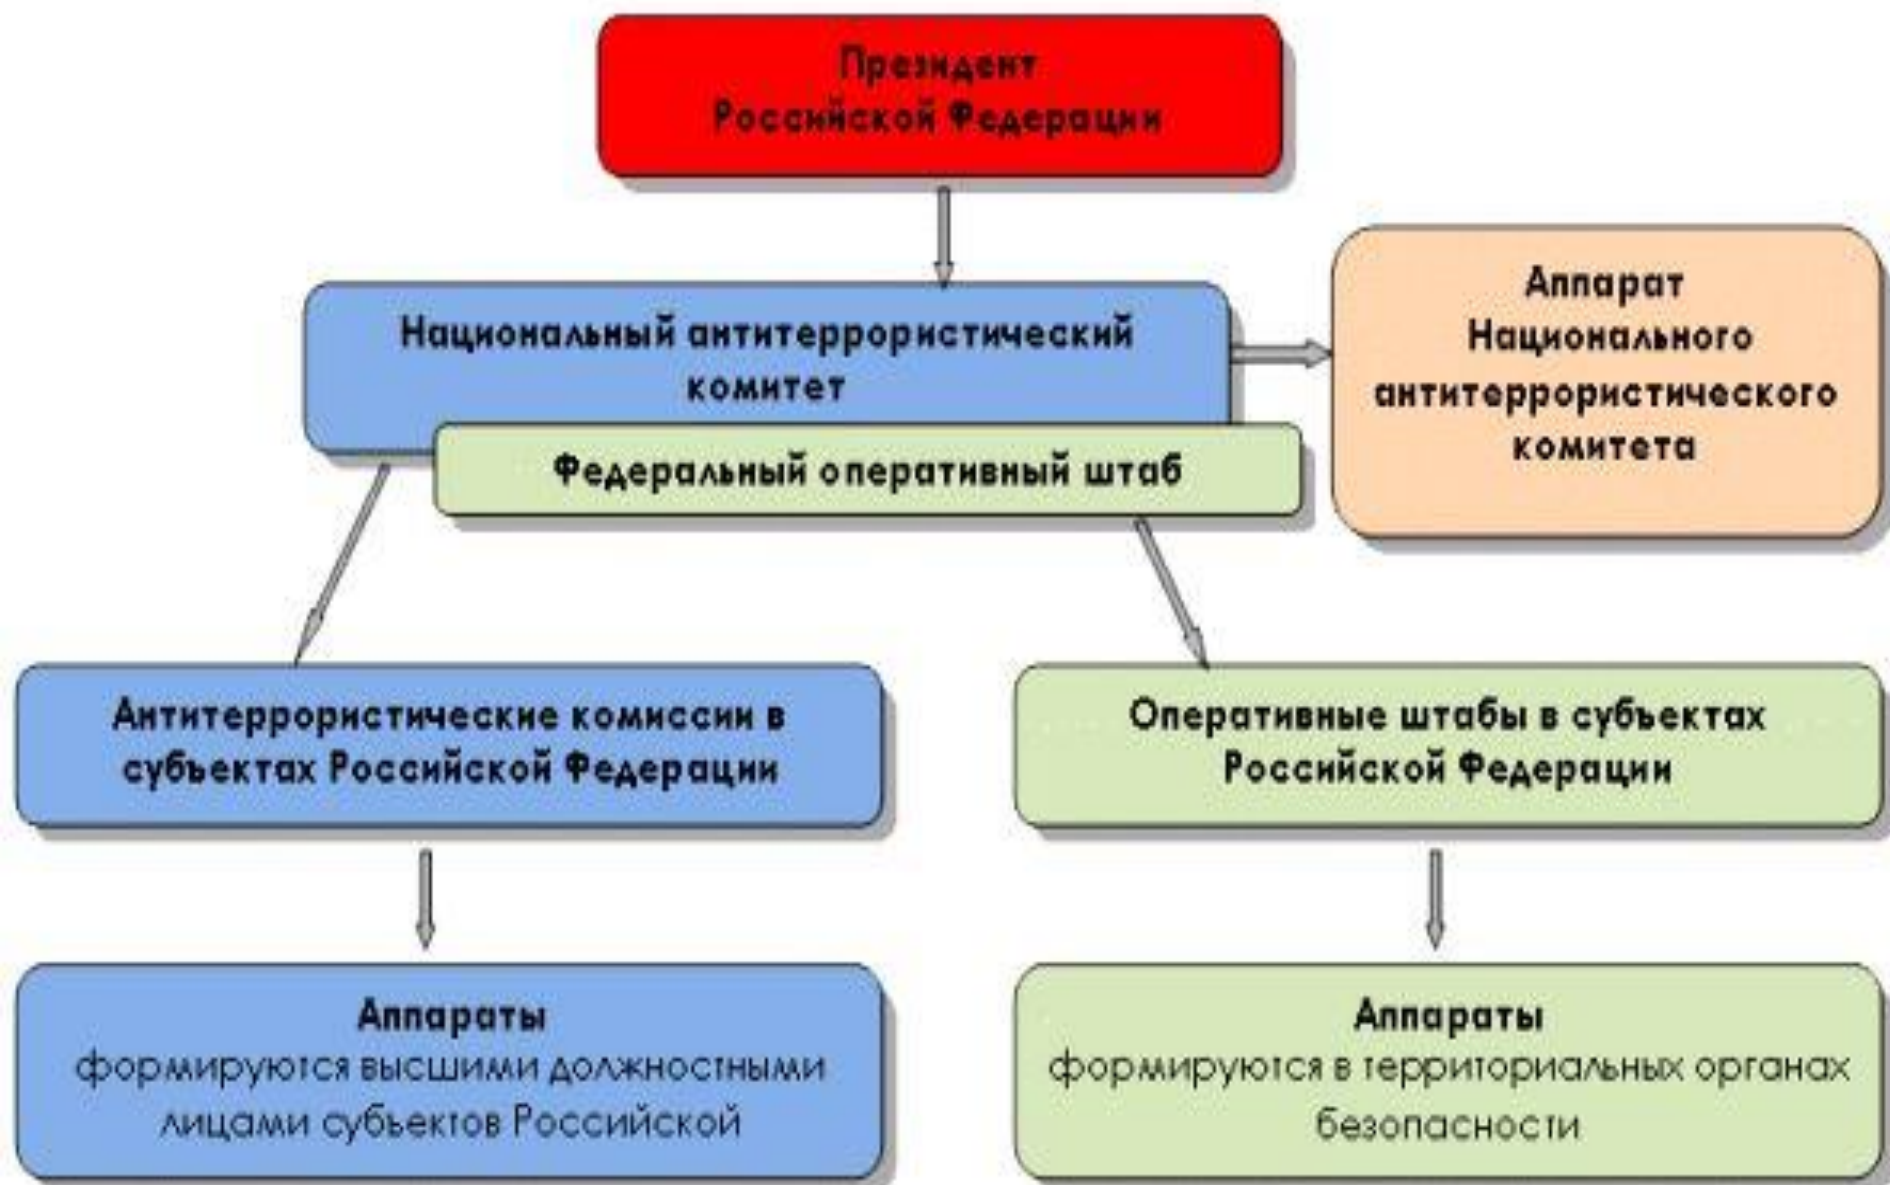 Президент
Российской Федерации
Национальный антитеррористический
комитет
Федеральный оперативный штаб
Аппарат
Национального
антитеррористического
комитета
Антитеррористические комиссии в
субъектах Российской Федерации
Оперативные штабы в субъектах
Российской Федерации
Аппараты
формируются высшими должностными
лицами субъектов Российской
Аппараты
формируются в территориальных органах
безопасности